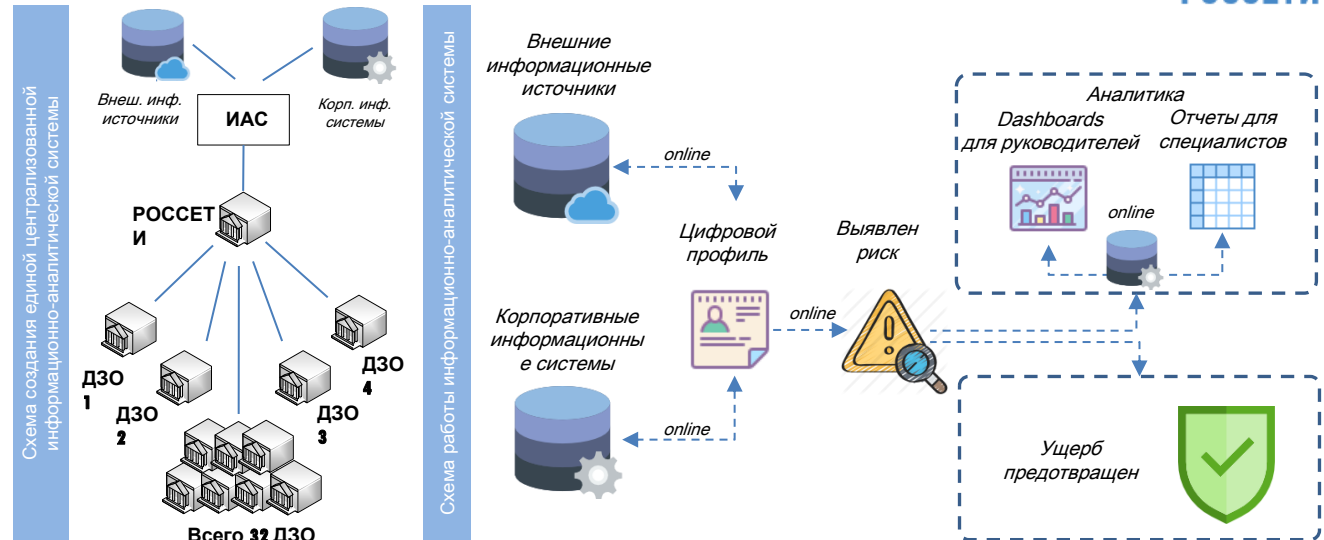 РОССЕТИ
Схема создания единой централизованной
информационно-аналитической системы
Внеш. инф.
источники
ИАС
Корп. инф.
системы
РОССЕТ
И
ДЗО
1
ДЗО
2
ДЗО
3
ДЗО
4
Всего 32 ДЗО
Схема работы информационно-аналитической системы
Внешние
информационные
источники
online
Корпоративные
информационны
е системы
online
Цифровой
профиль
online
Выявлен
риск
Аналитика
Dashboards
для руководителей
Отчеты для
специалистов
online
Ущерб
предотвращен